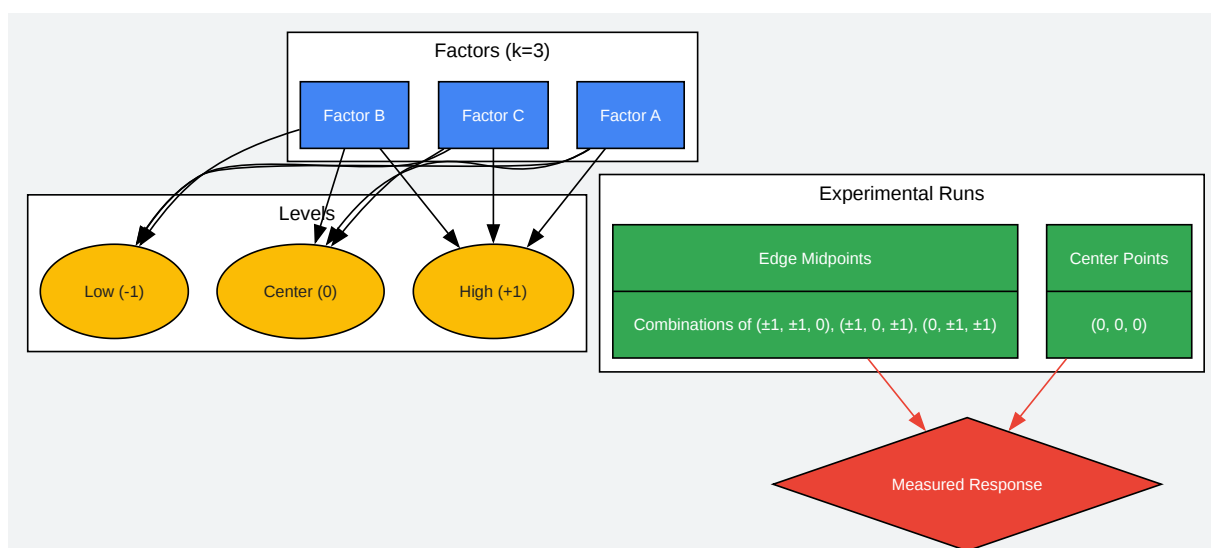 Factors (k=3)
Factor B
Factor C
Factor A
Levels
Low (-1)
Center (0)
High (+1)
Experimental Runs
Edge Midpoints
Combinations of (±1, ±1, 0), (±1, 0, ±1), (0, ±1, ±1)
Center Points
(0, 0, 0)
Measured Response